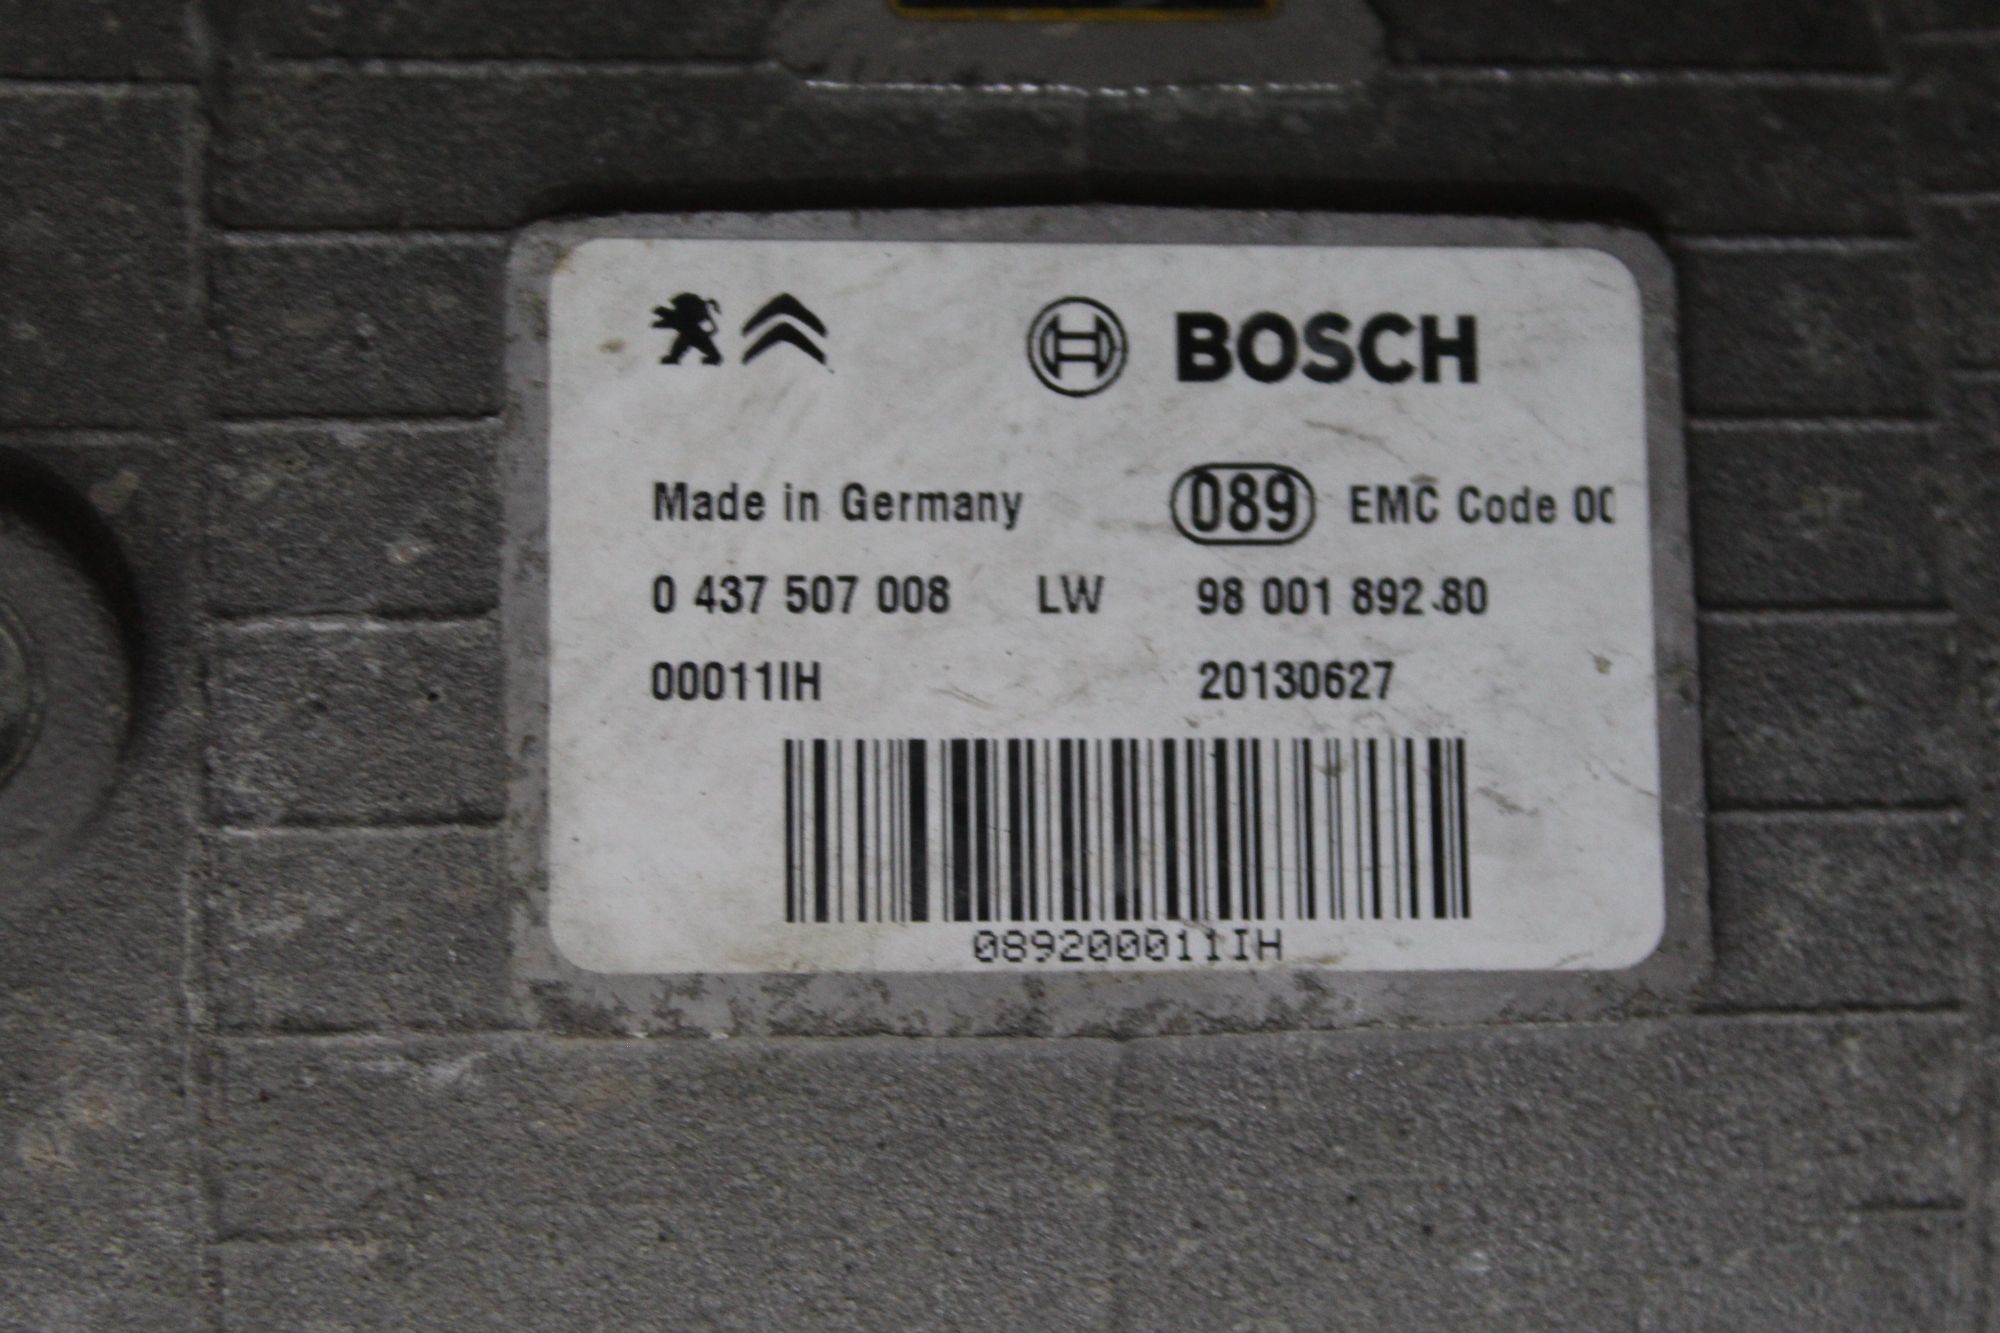 BOSCH
Made in Germany 089 EMC Code 00
0 437 507 008 LW 98 001 892 80
00011IH 20130627
089200011IH